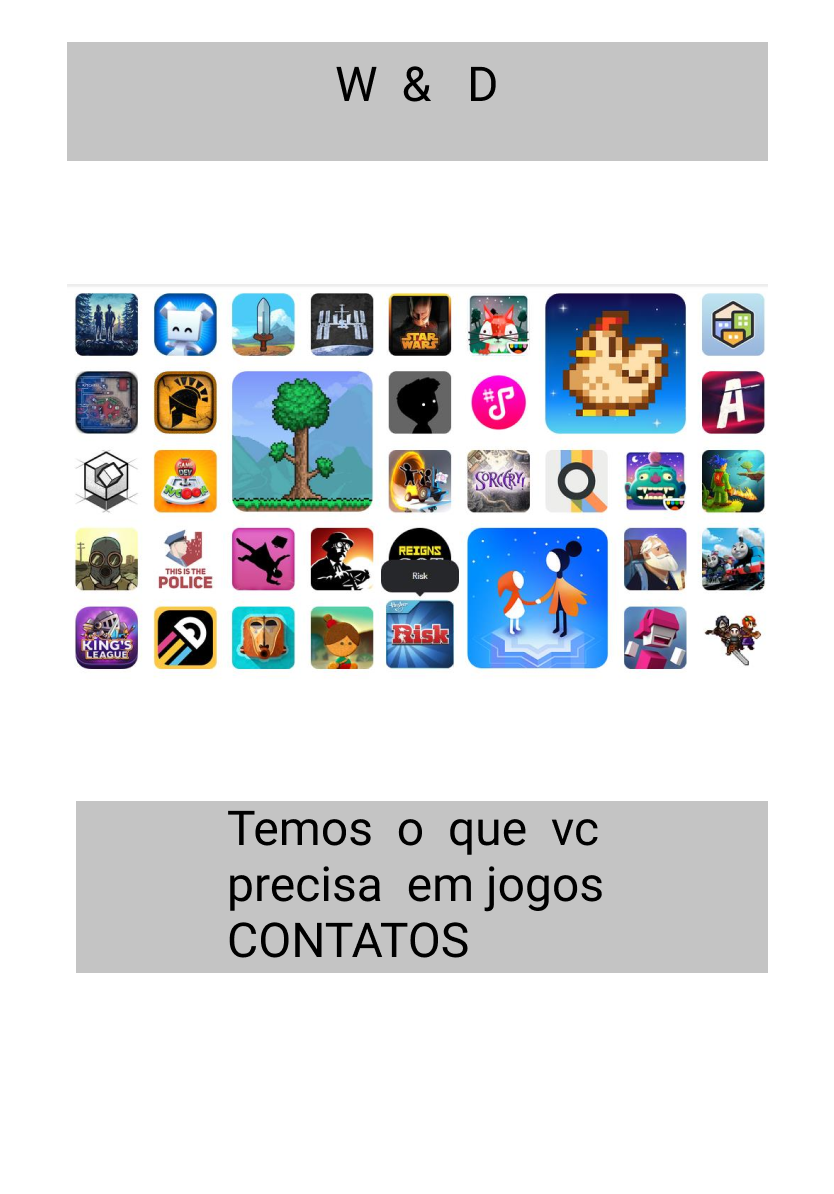 W & D
STAR
WARS
A
GAME
DEV
TYCOON
SORCERY!
THIS IS THE
POLICE
REIGNS
Risk
KING'S
LEAGUE
Risk
Temos o que vc
precisa em jogos
CONTATOS